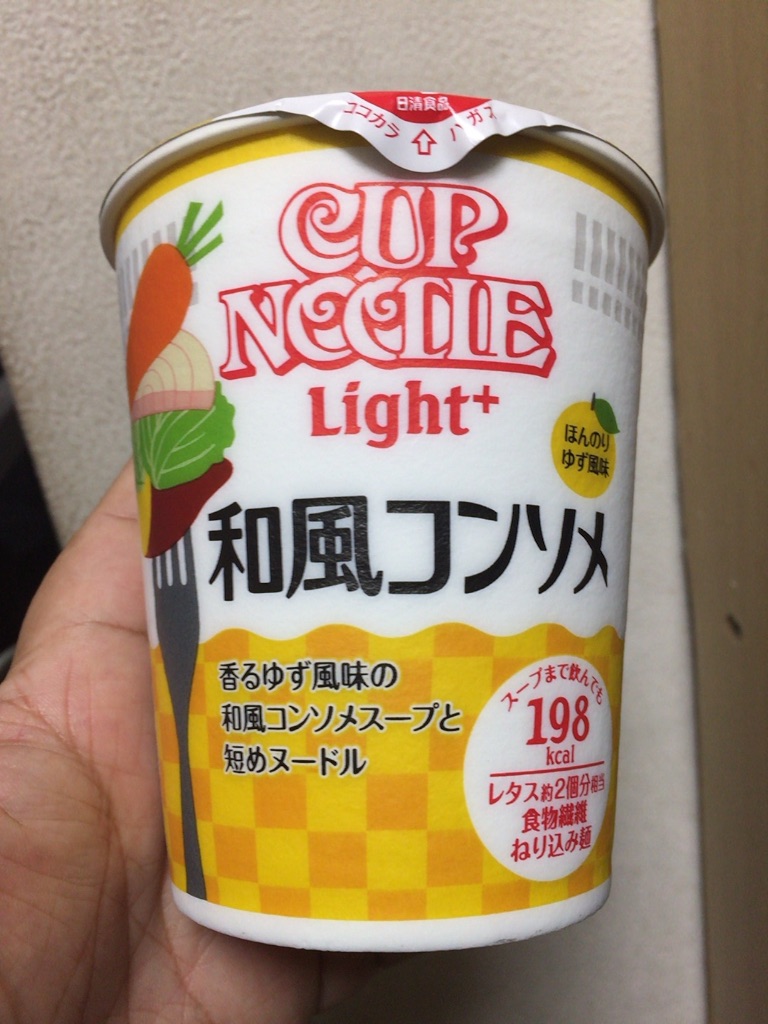 日清食品
ココカラ ハガス
CUP
NOODLE
Light+
ほんのり
ゆず風味
和風コンソメ
香るゆず風味の
和風コンソメスープと
短めヌードル
スープまで飲んでも
198
kcal
レタス約2個分相当
食物繊維
ねり込み麺